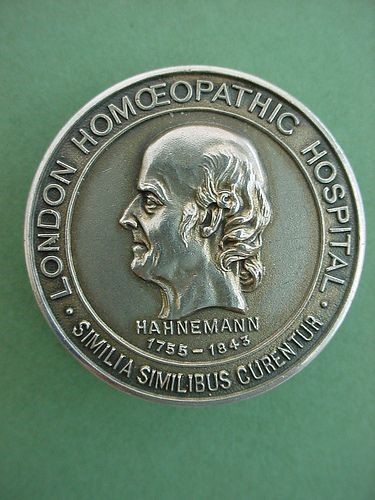 · LONDON HOMŒOPATHIC HOSPITAL ·
HAHNEMANN
1755-1843
SIMILIA SIMILIBUS CURENTUR